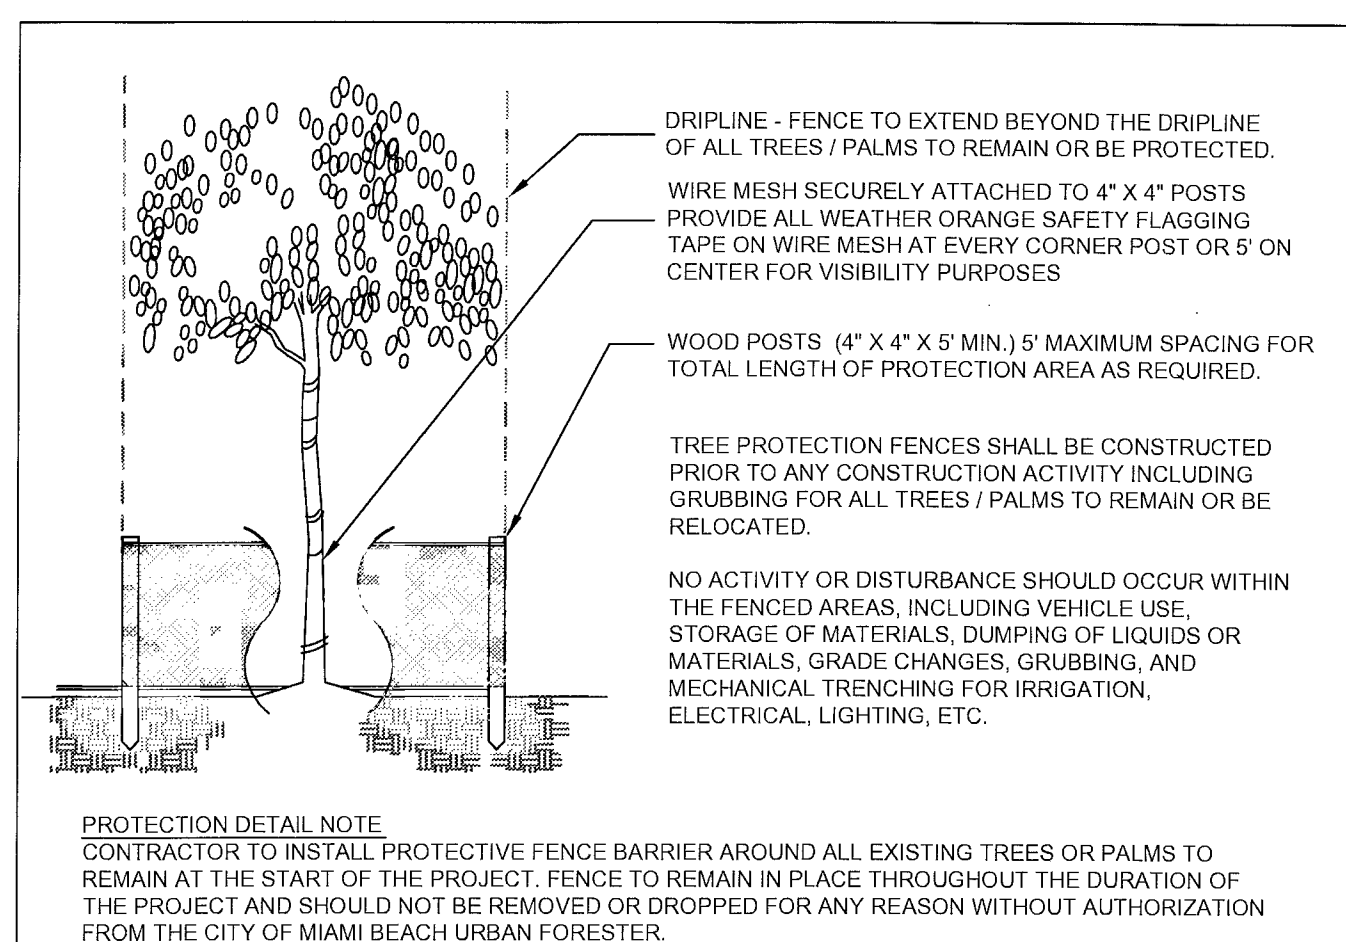 DRIPLINE - FENCE TO EXTEND BEYOND THE DRIPLINE
OF ALL TREES / PALMS TO REMAIN OR BE PROTECTED.
WIRE MESH SECURELY ATTACHED TO 4" X 4" POSTS
PROVIDE ALL WEATHER ORANGE SAFETY FLAGGING
TAPE ON WIRE MESH AT EVERY CORNER POST OR 5' ON
CENTER FOR VISIBILITY PURPOSES
WOOD POSTS (4" X 4" X 5' MIN.) 5' MAXIMUM SPACING FOR
TOTAL LENGTH OF PROTECTION AREA AS REQUIRED.
TREE PROTECTION FENCES SHALL BE CONSTRUCTED
PRIOR TO ANY CONSTRUCTION ACTIVITY INCLUDING
GRUBBING FOR ALL TREES / PALMS TO REMAIN OR BE
RELOCATED.
NO ACTIVITY OR DISTURBANCE SHOULD OCCUR WITHIN
THE FENCED AREAS, INCLUDING VEHICLE USE,
STORAGE OF MATERIALS, DUMPING OF LIQUIDS OR
MATERIALS, GRADE CHANGES, GRUBBING, AND
MECHANICAL TRENCHING FOR IRRIGATION,
ELECTRICAL, LIGHTING, ETC.
PROTECTION DETAIL NOTE
CONTRACTOR TO INSTALL PROTECTIVE FENCE BARRIER AROUND ALL EXISTING TREES OR PALMS TO
REMAIN AT THE START OF THE PROJECT. FENCE TO REMAIN IN PLACE THROUGHOUT THE DURATION OF
THE PROJECT AND SHOULD NOT BE REMOVED OR DROPPED FOR ANY REASON WITHOUT AUTHORIZATION
FROM THE CITY OF MIAMI BEACH URBAN FORESTER.